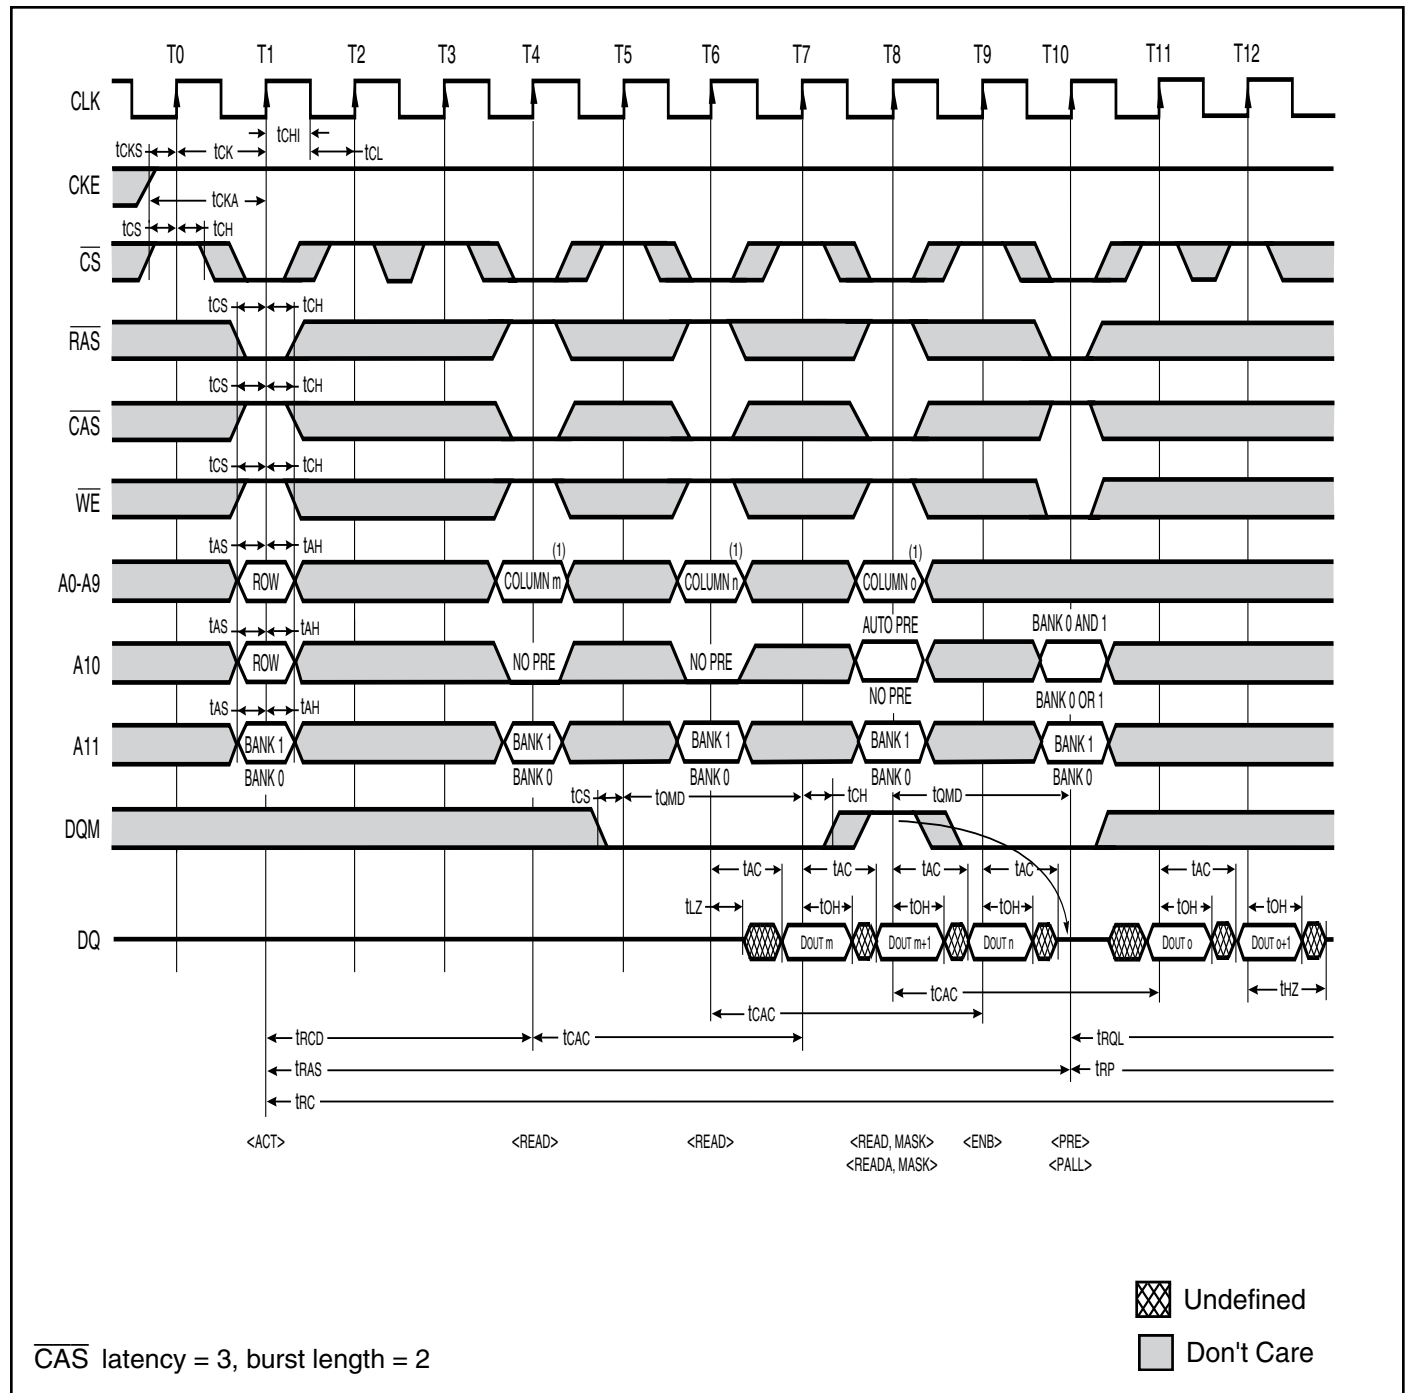 T0 T1 T2 T3 T4 T5 T6 T7 T8 T9 T10 T11 T12
CLK
tCHI
tCKS tCK tCL
CKE
tCKA
tCS tCH
CS
tCS tCH
RAS
tCS tCH
CAS
tCS tCH
WE
tAS tAH (1) (1) (1)
A0-A9 ROW COLUMN m COLUMN n COLUMN o
tAS tAH AUTO PRE BANK 0 AND 1
A10 ROW NO PRE NO PRE
NO PRE BANK 0 OR 1
tAS tAH
A11 BANK 1 BANK 1 BANK 1 BANK 1 BANK 1
BANK 0 BANK 0 BANK 0 BANK 0 BANK 0
tCS tQMD tCH tQMD
DQM
tAC tAC tAC tAC tAC
tLZ tOH tOH tOH tOH tOH
DQ DOUT m DOUT m+1 DOUT n DOUT o DOUT o+1
tCAC tHZ
tCAC
tRCD tCAC tRQL
tRAS tRP
tRC
<ACT> <READ> <READ> <READ, MASK> <ENB> <PRE>
<READA, MASK> <PALL>
Undefined
CAS latency = 3, burst length = 2 Don't Care